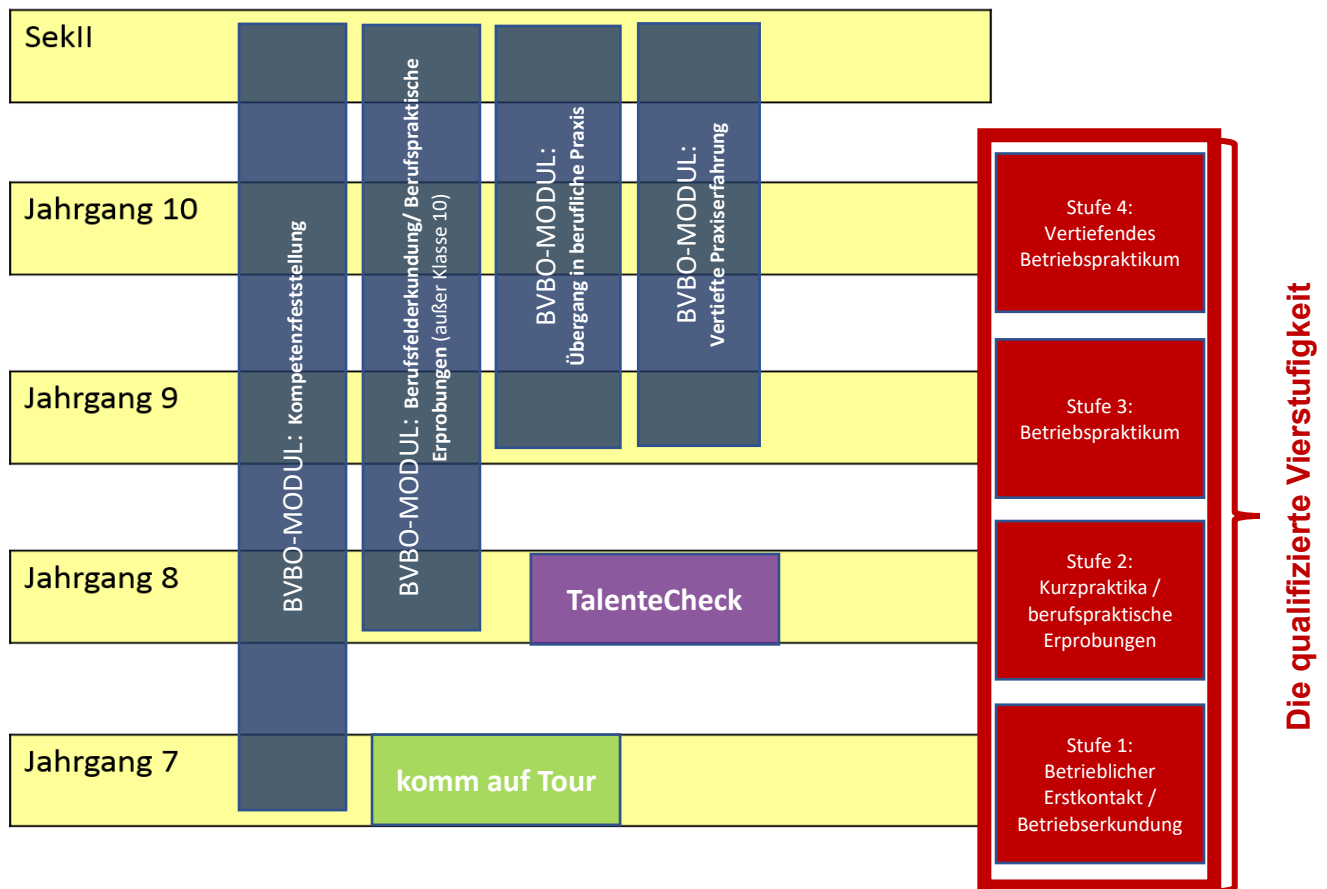 SekII
Jahrgang 10
Jahrgang 9
Jahrgang 8
Jahrgang 7
BVBO-MODUL: Kompetenzfeststellung
BVBO-MODUL: Berufsfelderkundung/ Berufspraktische
Erprobungen (außer Klasse 10)
BVBO-MODUL:
Übergang in berufliche Praxis
BVBO-MODUL:
Vertiefte Praxiserfahrung
TalenteCheck
komm auf Tour
Stufe 4:
Vertiefendes
Betriebspraktikum
Stufe 3:
Betriebspraktikum
Stufe 2:
Kurzpraktika /
berufspraktische
Erprobungen
Stufe 1:
Betrieblicher
Erstkontakt /
Betriebserkundung
Die qualifizierte Vierstufigkeit